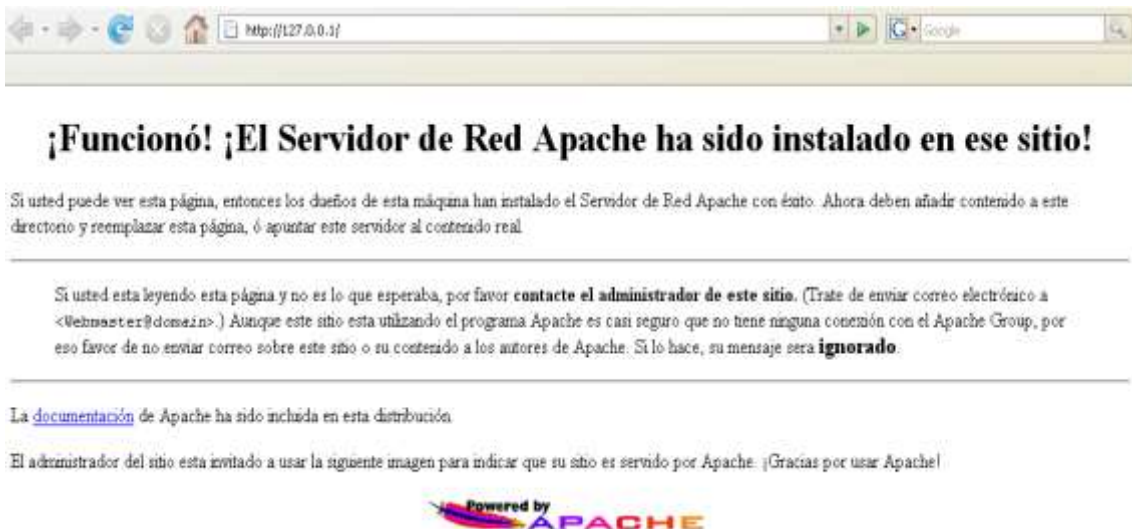 http://127.0.0.1/
Google
¡Funcionó! ¡El Servidor de Red Apache ha sido instalado en ese sitio!
Si usted puede ver esta página, entonces los dueños de esta máquina han instalado el Servidor de Red Apache con éxito. Ahora deben añadir contenido a este
directorio y reemplazar esta página, ó apuntar este servidor al contenido real.
Si usted esta leyendo esta página y no es lo que esperaba, por favor contacte el administrador de este sitio. (Trate de enviar correo electrónico a
<Webmaster@domain>.) Aunque este sitio esta utilizando el programa Apache es casi seguro que no tiene ninguna conexión con el Apache Group, por
eso favor de no enviar correo sobre este sitio o su contenido a los autores de Apache. Si lo hace, su mensaje sera ignorado.
La documentación de Apache ha sido incluida en esta distribución.
El administrador del sitio esta invitado a usar la siguiente imagen para indicar que su sitio es servido por Apache. ¡Gracias por usar Apache!
Powered by
APACHE